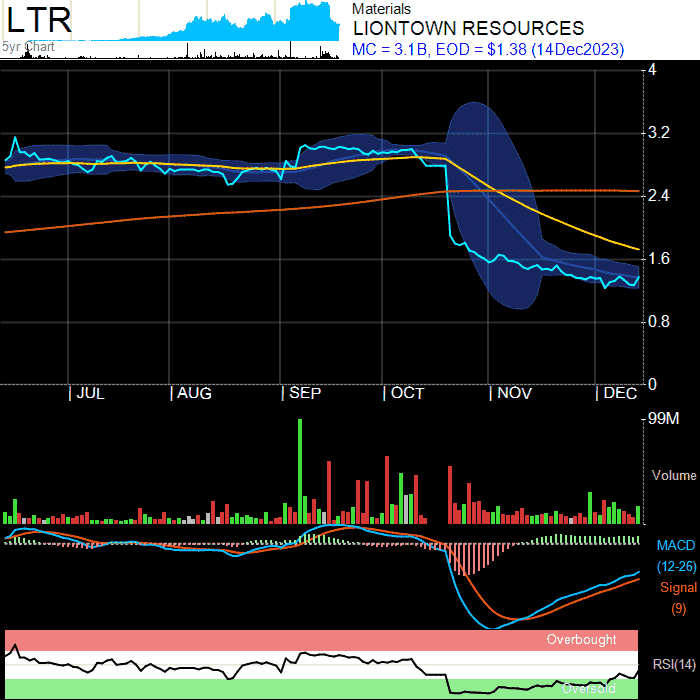 LTR
5yr Chart
Materials
LIONTOWN RESOURCES
MC = 3.1B, EOD = $1.38 (14Dec2023)
4
3.2
2.4
1.6
0.8
0
JUL
AUG
SEP
OCT
NOV
DEC
99M
Volume
MACD
(12-26)
Signal
(9)
Overbought
RSI(14)
Oversold